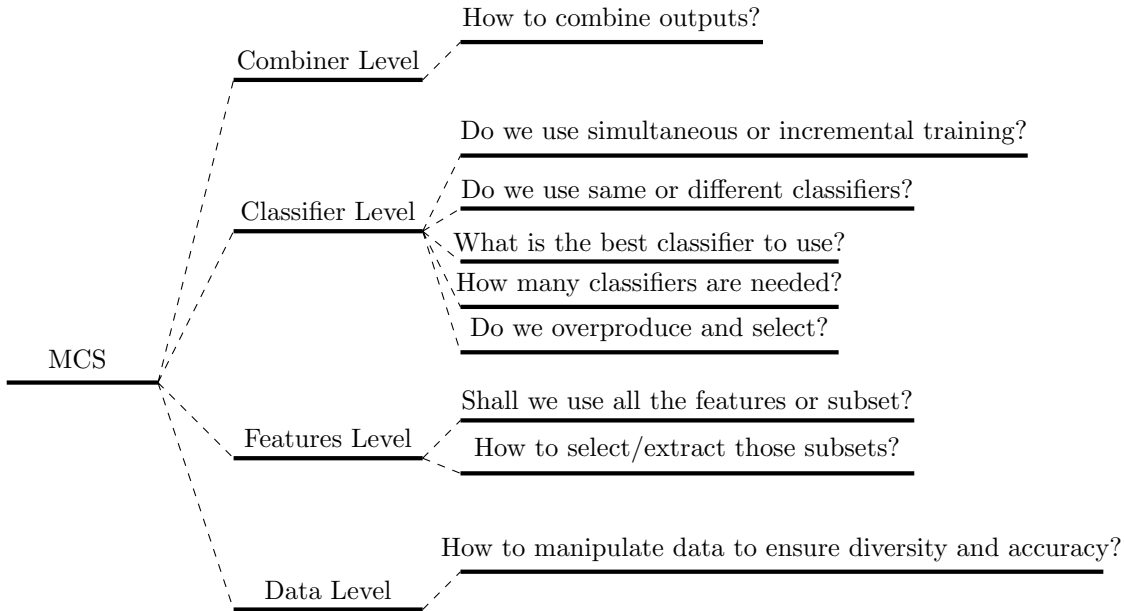 How to combine outputs?
Combiner Level
Do we use simultaneous or incremental training?
Do we use same or different classifiers?
Classifier Level
What is the best classifier to use?
How many classifiers are needed?
Do we overproduce and select?
MCS
Shall we use all the features or subset?
Features Level
How to select/extract those subsets?
How to manipulate data to ensure diversity and accuracy?
Data Level